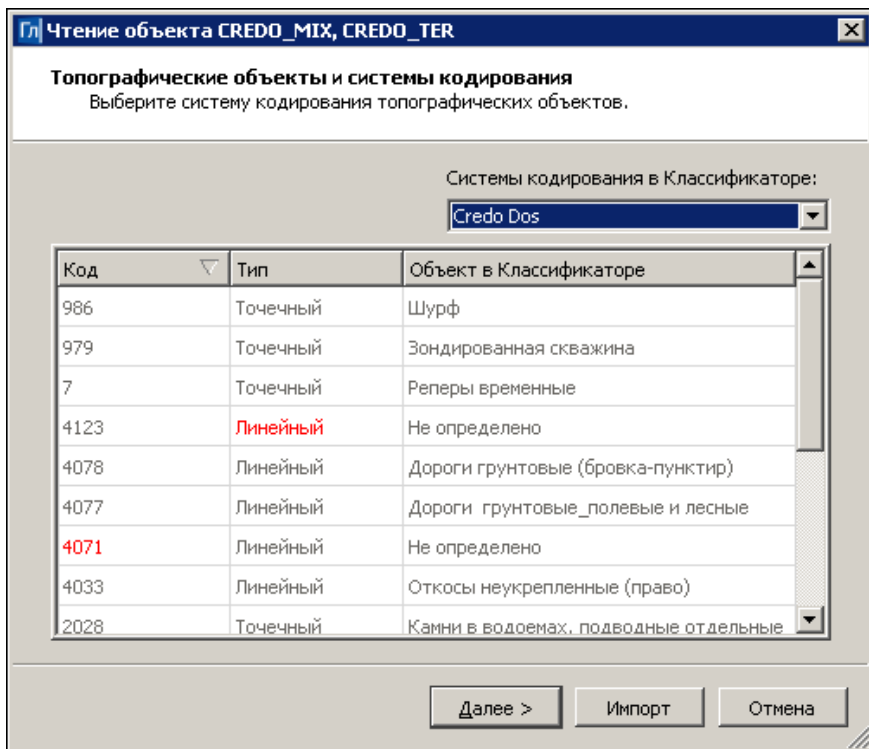 Гл Чтение объекта CREDO_MIX, CREDO_TER
Топографические объекты и системы кодирования
Выберите систему кодирования топографических объектов.
Системы кодирования в Классификаторе:
Credo Dos
Код Тип Объект в Классификаторе
986 Точечный Шурф
979 Точечный Зондированная скважина
7 Точечный Реперы временные
4123 Линейный Не определено
4078 Линейный Дороги грунтовые (бровка-пунктир)
4077 Линейный Дороги грунтовые_полевые и лесные
4071 Линейный Не определено
4033 Линейный Откосы неукрепленные (право)
2028 Точечный Камни в водоемах, подводные отдельные
Далее > Импорт Отмена